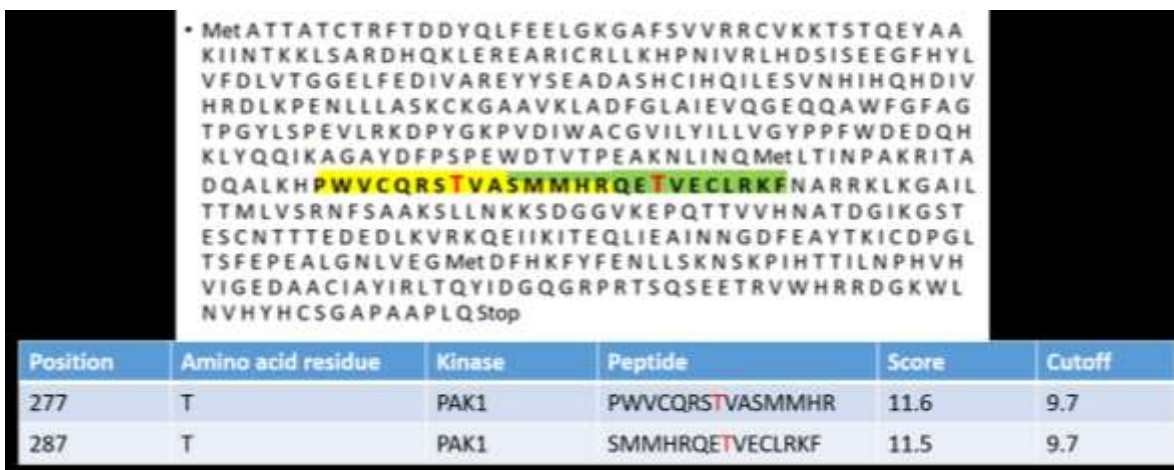 • Met A T T A T C T R F T D D Y Q L F E E L G K G A F S V V R R C V K K T S T Q E Y A A
K I I N T K K L S A R D H Q K L E R E A R I C R L L K H P N I V R L H D S I S E E G F H Y L
V F D L V T G G E L F E D I V A R E Y Y S E A D A S H C I H Q I L E S V N H I H Q H D I V
H R D L K P E N L L L A S K C K G A A V K L A D F G L A I E V Q G E Q Q A W F G F A G
T P G Y L S P E V L R K D P Y G K P V D I W A C G V I L Y I L L V G Y P P F W D E D Q H
K L Y Q Q I K A G A Y D F P S P E W D T V T P E A K N L I N Q Met L T I N P A K R I T A
D Q A L K H P W V C Q R S T V A S M M H R Q E T V E C L R K F N A R R K L K G A I L
T T M L V S R N F S A A K S L L N K K S D G G V K E P Q T T V V H N A T D G I K G S T
E S C N T T T E D E D L K V R K Q E I I K I T E Q L I E A I N N G D F E A Y T K I C D P G L
T S F E P E A L G N L V E G Met D F H K F Y F E N L L S K N S K P I H T T I L N P H V H
V I G E D A A C I A Y I R L T Q Y I D G Q G R P R T S Q S E E T R V W H R R D G K W L
N V H Y H C S G A P A A P L Q Stop
Position Amino acid residue Kinase Peptide Score Cutoff
277 T PAK1 PWVCQRSTVASMMHR 11.6 9.7
287 T PAK1 SMMHRQETVECLRKF 11.5 9.7